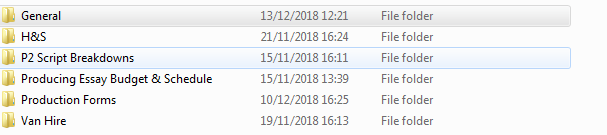 General 13/12/2018 12:21 File folder
H&S 21/11/2018 16:24 File folder
P2 Script Breakdowns 15/11/2018 16:11 File folder
Producing Essay Budget & Schedule 15/11/2018 13:39 File folder
Production Forms 10/12/2018 16:25 File folder
Van Hire 19/11/2018 16:13 File folder